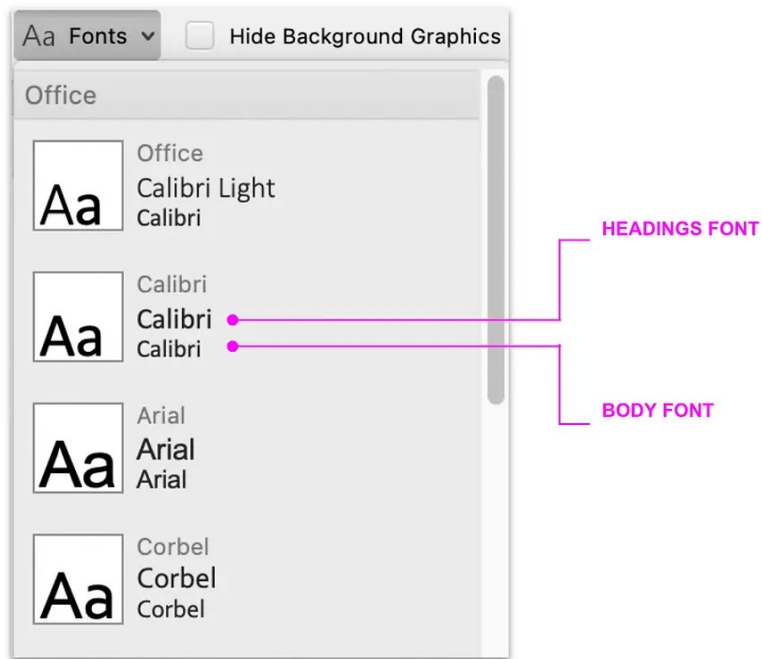 Aa Fonts
Hide Background Graphics
Office
Aa
Office
Calibri Light
Calibri
HEADINGS FONT
Aa
Calibri
Calibri
Calibri
BODY FONT
Aa
Arial
Arial
Arial
Aa
Corbel
Corbel
Corbel